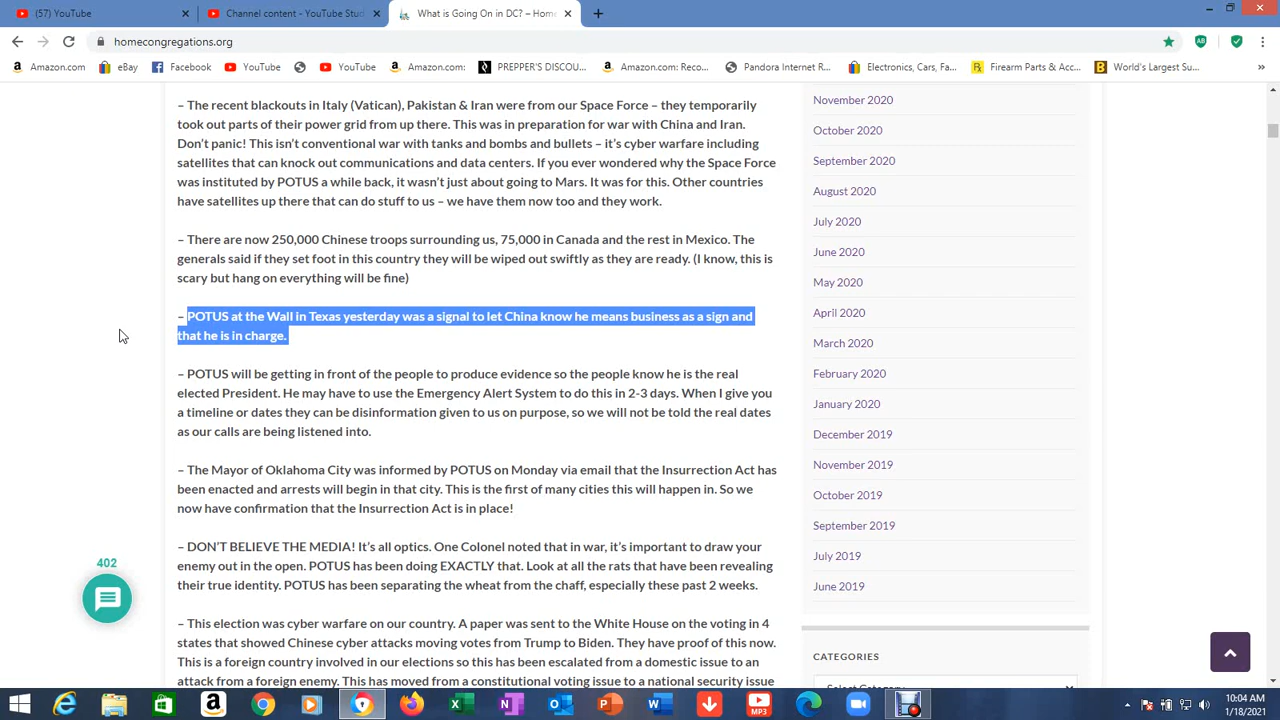 (57) YouTube
Channel content - YouTube Stud
What is Going On in DC? – Home
homecongregations.org
Amazon.com
eBay
Facebook
YouTube
YouTube
Amazon.com:
PREPPER'S DISCOU...
Amazon.com: Reco...
Pandora Internet R...
Electronics, Cars, Fa...
Firearm Parts & Acc...
World's Largest Su...
»
– The recent blackouts in Italy (Vatican), Pakistan & Iran were from our Space Force – they temporarily
took out parts of their power grid from up there. This was in preparation for war with China and Iran.
Don't panic! This isn't conventional war with tanks and bombs and bullets – it's cyber warfare including
satellites that can knock out communications and data centers. If you ever wondered why the Space Force
was instituted by POTUS a while back, it wasn't just about going to Mars. It was for this. Other countries
have satellites up there that can do stuff to us – we have them now too and they work.
– There are now 250,000 Chinese troops surrounding us, 75,000 in Canada and the rest in Mexico. The
generals said if they set foot in this country they will be wiped out swiftly as they are ready. (I know, this is
scary but hang on everything will be fine)
– POTUS at the Wall in Texas yesterday was a signal to let China know he means business as a sign and
that he is in charge.
– POTUS will be getting in front of the people to produce evidence so the people know he is the real
elected President. He may have to use the Emergency Alert System to do this in 2-3 days. When I give you
a timeline or dates they can be disinformation given to us on purpose, so we will not be told the real dates
as our calls are being listened into.
– The Mayor of Oklahoma City was informed by POTUS on Monday via email that the Insurrection Act has
been enacted and arrests will begin in that city. This is the first of many cities this will happen in. So we
now have confirmation that the Insurrection Act is in place!
– DON'T BELIEVE THE MEDIA! It's all optics. One Colonel noted that in war, it's important to draw your
enemy out in the open. POTUS has been doing EXACTLY that. Look at all the rats that have been revealing
their true identity. POTUS has been separating the wheat from the chaff, especially these past 2 weeks.
– This election was cyber warfare on our country. A paper was sent to the White House on the voting in 4
states that showed Chinese cyber attacks moving votes from Trump to Biden. They have proof of this now.
This is a foreign country involved in our elections so this has been escalated from a domestic issue to an
attack from a foreign enemy. This has moved from a constitutional voting issue to a national security issue
402
November 2020
October 2020
September 2020
August 2020
July 2020
June 2020
May 2020
April 2020
March 2020
February 2020
January 2020
December 2019
November 2019
October 2019
September 2019
July 2019
June 2019
CATEGORIES
Select Category
MP3
10:04 AM
1/18/2021